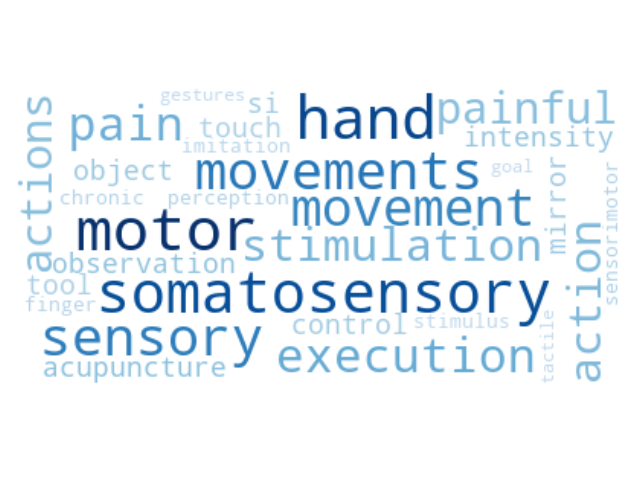 gestures
si
hand
painful
actions
pain
touch
intensity
imitation
object
movements
goal
mirror
sensorimotor
chronic
perception
movement
motor
stimulation
action
observation
tool
somatosensory
finger
sensory
control
stimulus
tactile
execution
acupuncture